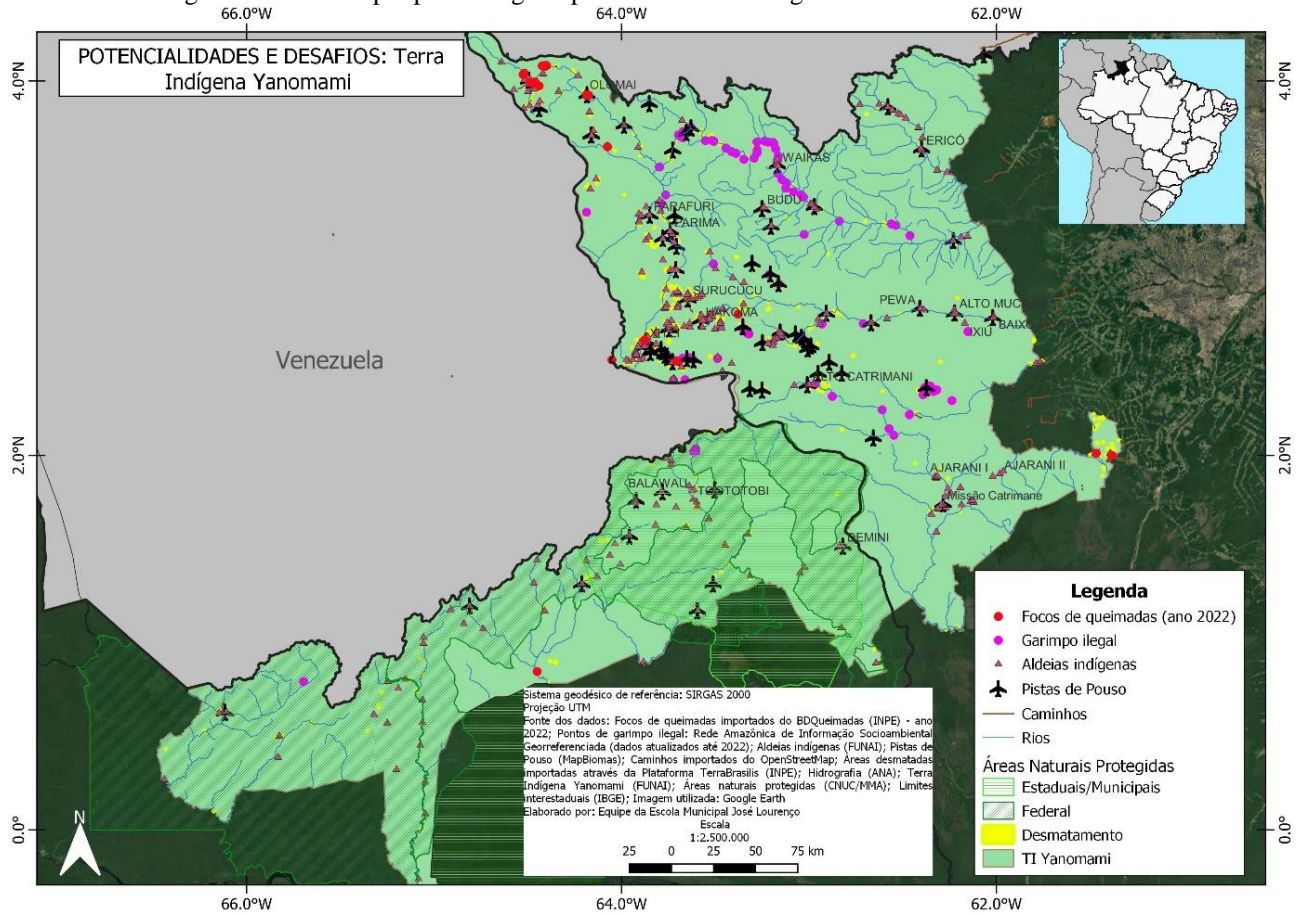 66.0°W 64.0°W 62.0°W
POTENCIALIDADES E DESAFIOS: Terra
Indígena Yanomami
4.0°N 4.0°N
OLOMAI
ERICÓ
WAIKAS
BUDU
PARAFURI
PARIMA
SURUCUCU
PEWA
ALTO MUC
HAKOMA
IXIU
BAIXO
XITEI
Venezuela
ALTO CATRIMANI
2.0°N 2.0°N
AJARANI I
AJARANI II
BALAWAU
TOOTOTOBI
Missão Catrimane
DEMINI
Legenda
Focos de queimadas (ano 2022)
Garimpo ilegal
Aldeias indígenas
Pistas de Pouso
Caminhos
Rios
Áreas Naturais Protegidas
Estaduais/Municipais
Federal
Desmatamento
TI Yanomami
Sistema geodésico de referência: SIRGAS 2000
Projeção UTM
Fonte dos dados: Focos de queimadas importados do BDQueimadas (INPE) - ano
2022; Pontos de garimpo ilegal: Rede Amazônica de Informação Socioambiental
Georreferenciada (dados atualizados até 2022); Aldeias indígenas (FUNAI); Pistas de
Pouso (MapBiomas); Caminhos importados do OpenStreetMap; Áreas desmatadas
importadas através da Plataforma TerraBrasilis (INPE); Hidrografia (ANA); Terra
Indígena Yanomami (FUNAI); Áreas naturais protegidas (CNUC/MMA); Limites
interestaduais (IBGE); Imagem utilizada: Google Earth
Elaborado por: Equipe da Escola Municipal José Lourenço
Escala
1:2.500.000
25 0 25 50 75 km
N
0.0° 0.0°
66.0°W 64.0°W 62.0°W